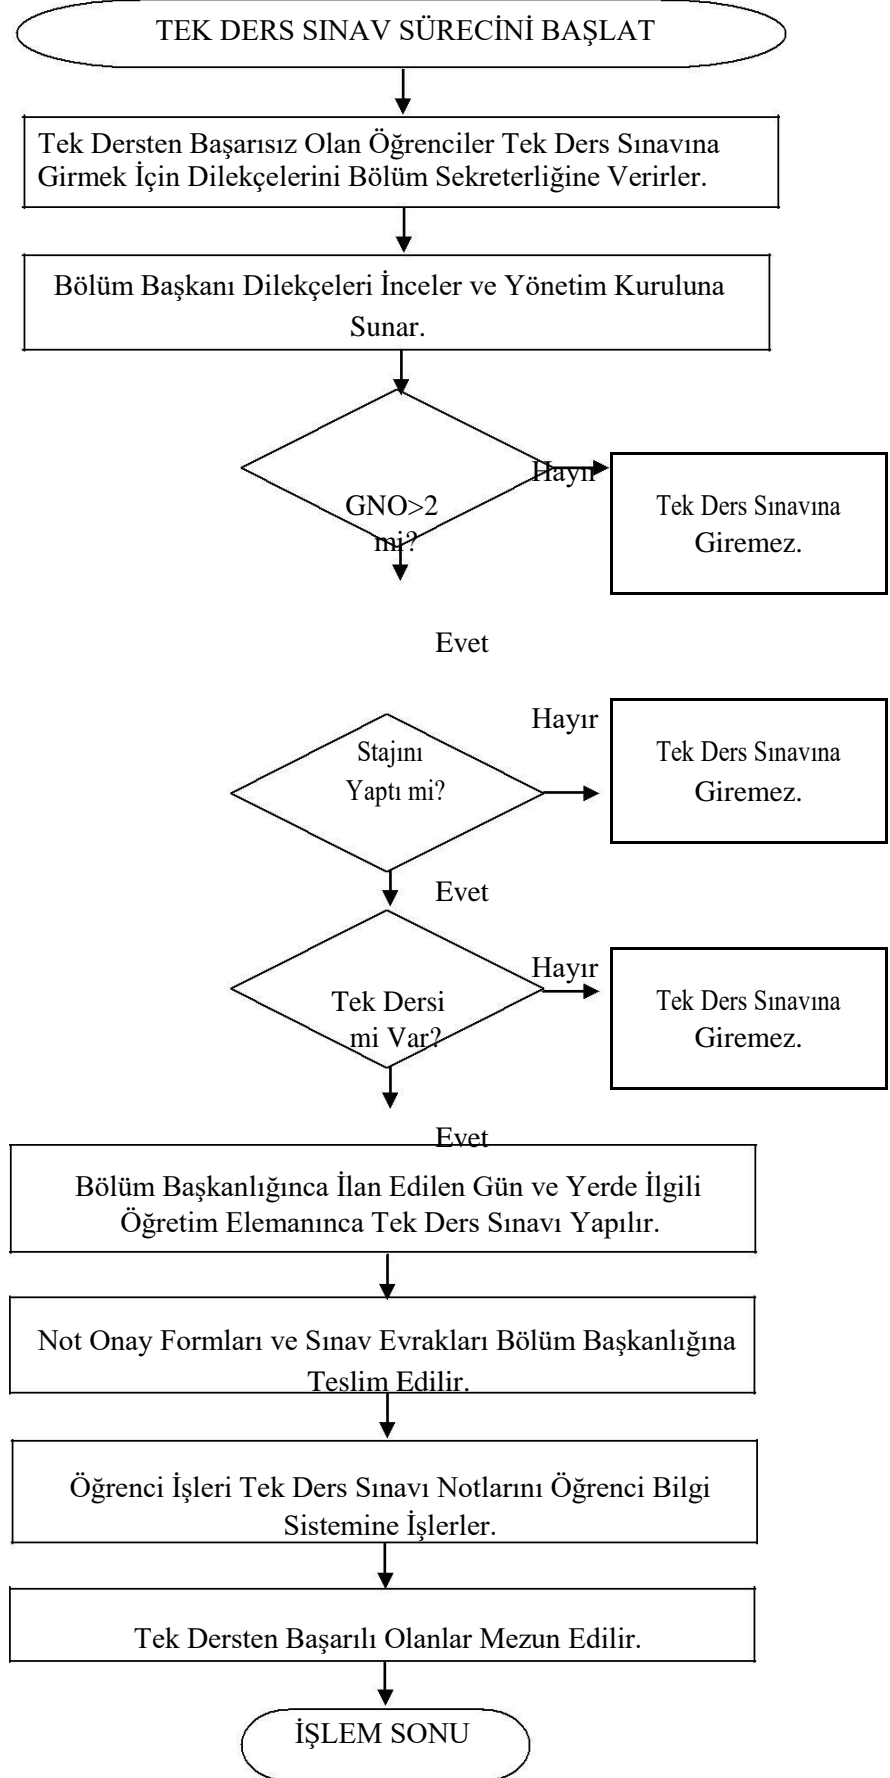 TEK DERS SINAV SÜRECİNİ BAŞLAT
Tek Dersten Başarısız Olan Öğrenciler Tek Ders Sınavına
Girmek İçin Dilekçelerini Bölüm Sekreterliğine Verirler.
Bölüm Başkanı Dilekçeleri İnceler ve Yönetim Kuruluna
Sunar.
Hayır
GNO>2
mi?
Tek Ders Sınavına
Giremez.
Evet
Hayır
Stajını
Yaptı mi?
Tek Ders Sınavına
Giremez.
Evet
Hayır
Tek Dersi
mi Var?
Tek Ders Sınavına
Giremez.
Evet
Bölüm Başkanlığınca İlan Edilen Gün ve Yerde İlgili
Öğretim Elemanınca Tek Ders Sınavı Yapılır.
Not Onay Formları ve Sınav Evrakları Bölüm Başkanlığına
Teslim Edilir.
Öğrenci İşleri Tek Ders Sınavı Notlarını Öğrenci Bilgi
Sistemine İşlerler.
Tek Dersten Başarılı Olanlar Mezun Edilir.
İŞLEM SONU